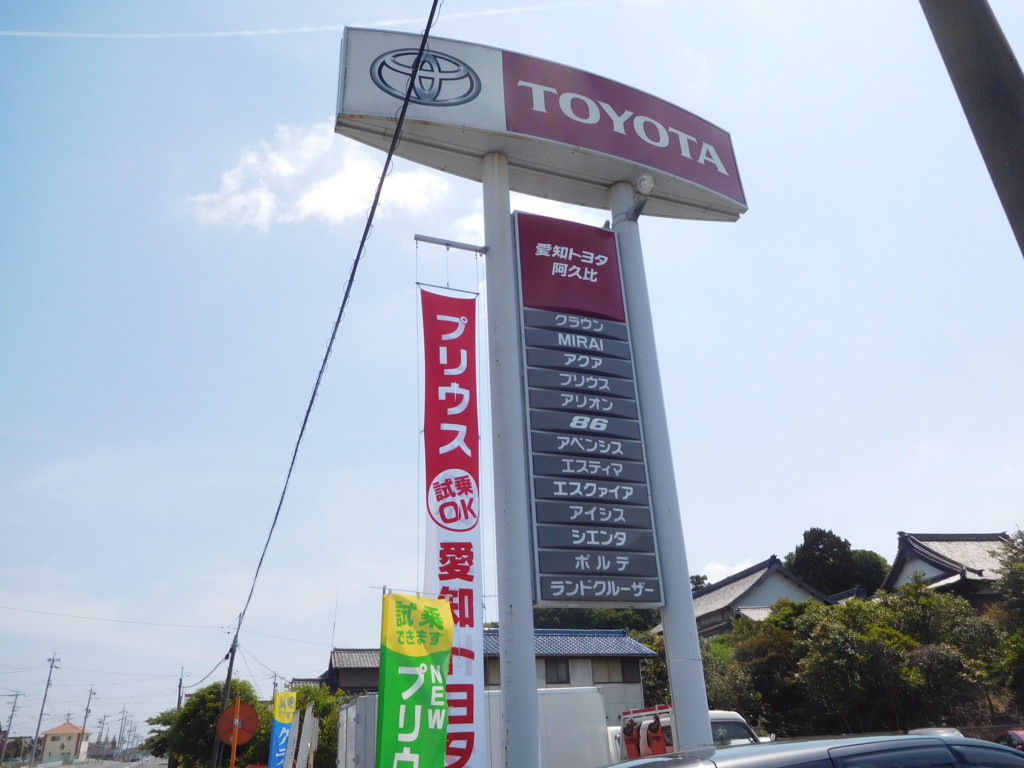 TOYOTA
愛知トヨタ
阿久比
クラウン
MIRAI
アクア
プリウス
アリオン
86
アベンシス
エスティマ
エスクァイア
アイシス
シエンタ
ポルテ
ランドクルーザー
プリウス
試乗
OK
愛知トヨタ
試乗
できます
NEW
プリウ